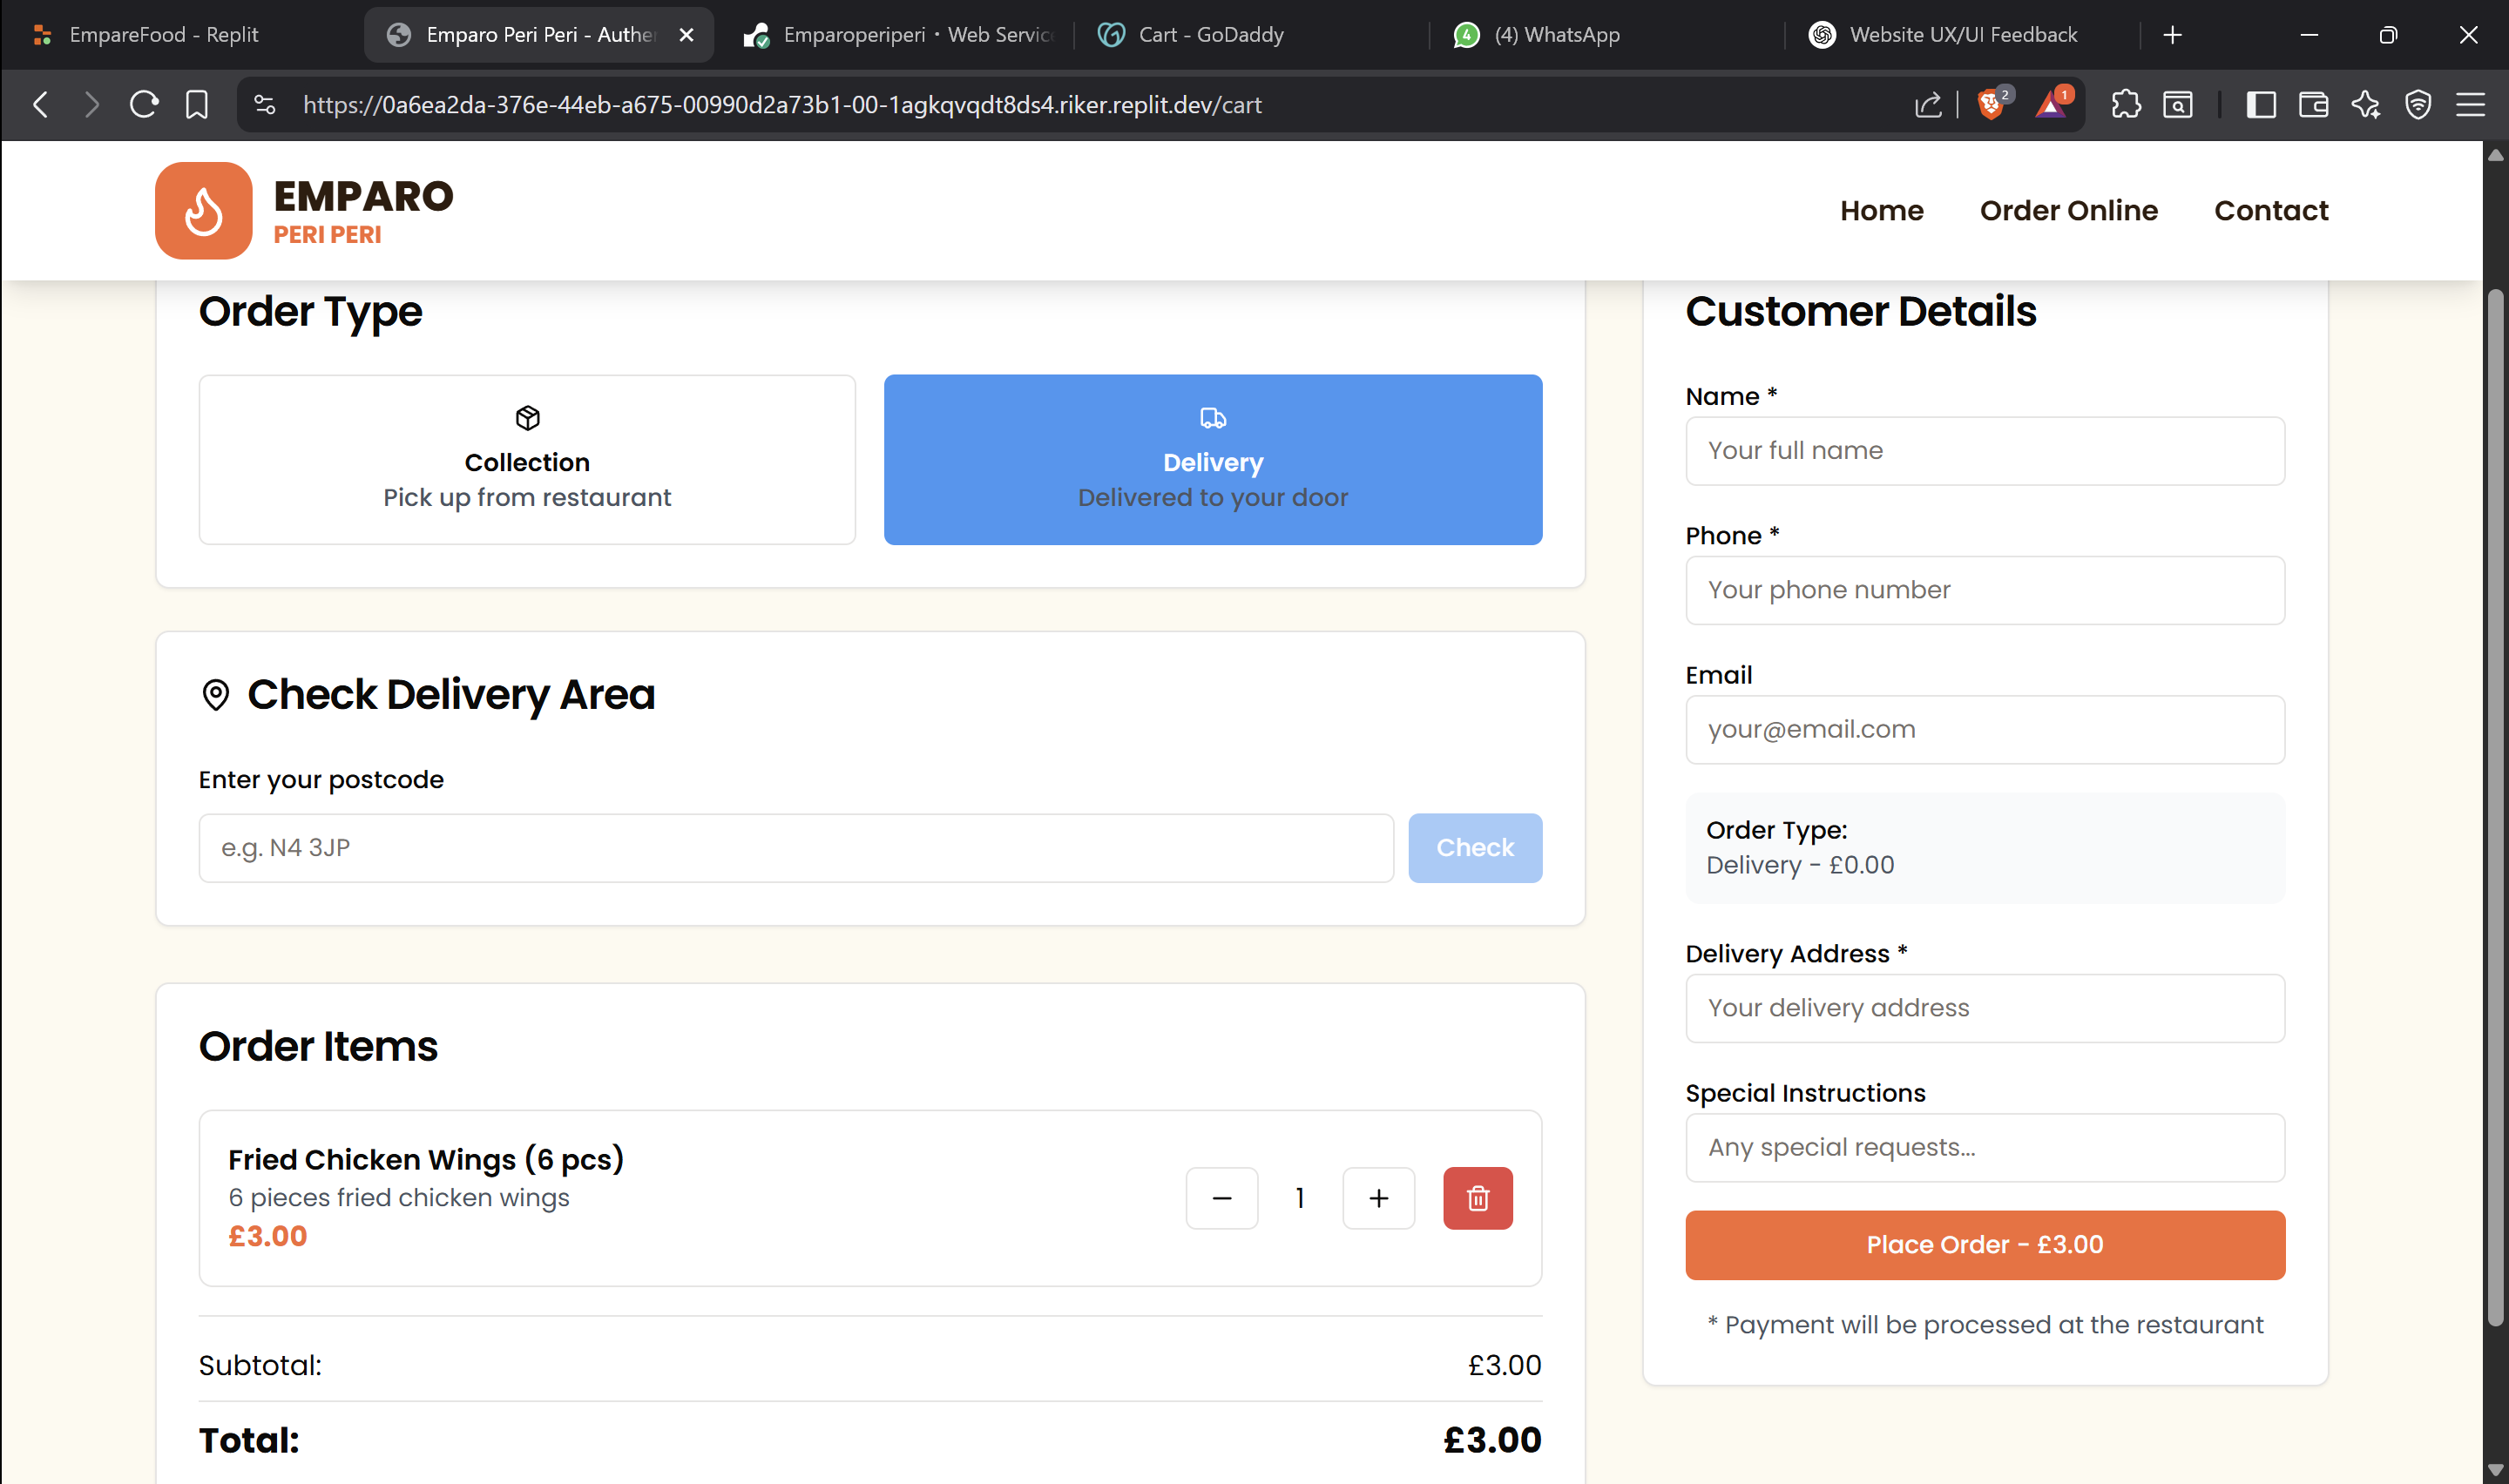 EmpareFood - Replit
Emparo Peri Peri - Auther
Emparoperiperi • Web Service
Cart - GoDaddy
4
(4) WhatsApp
Website UX/UI Feedback
https://0a6ea2da-376e-44eb-a675-00990d2a73b1-00-1agkqvqdt8ds4.riker.replit.dev/cart
2
1
EMPARO
PERI PERI
Home
Order Online
Contact
Order Type
Collection
Pick up from restaurant
Delivery
Delivered to your door
Check Delivery Area
Enter your postcode
e.g. N4 3JP
Check
Order Items
Fried Chicken Wings (6 pcs)
6 pieces fried chicken wings
£3.00
1
Subtotal: £3.00
Total: £3.00
Customer Details
Name *
Your full name
Phone *
Your phone number
Email
your@email.com
Order Type:
Delivery - £0.00
Delivery Address *
Your delivery address
Special Instructions
Any special requests...
Place Order - £3.00
* Payment will be processed at the restaurant